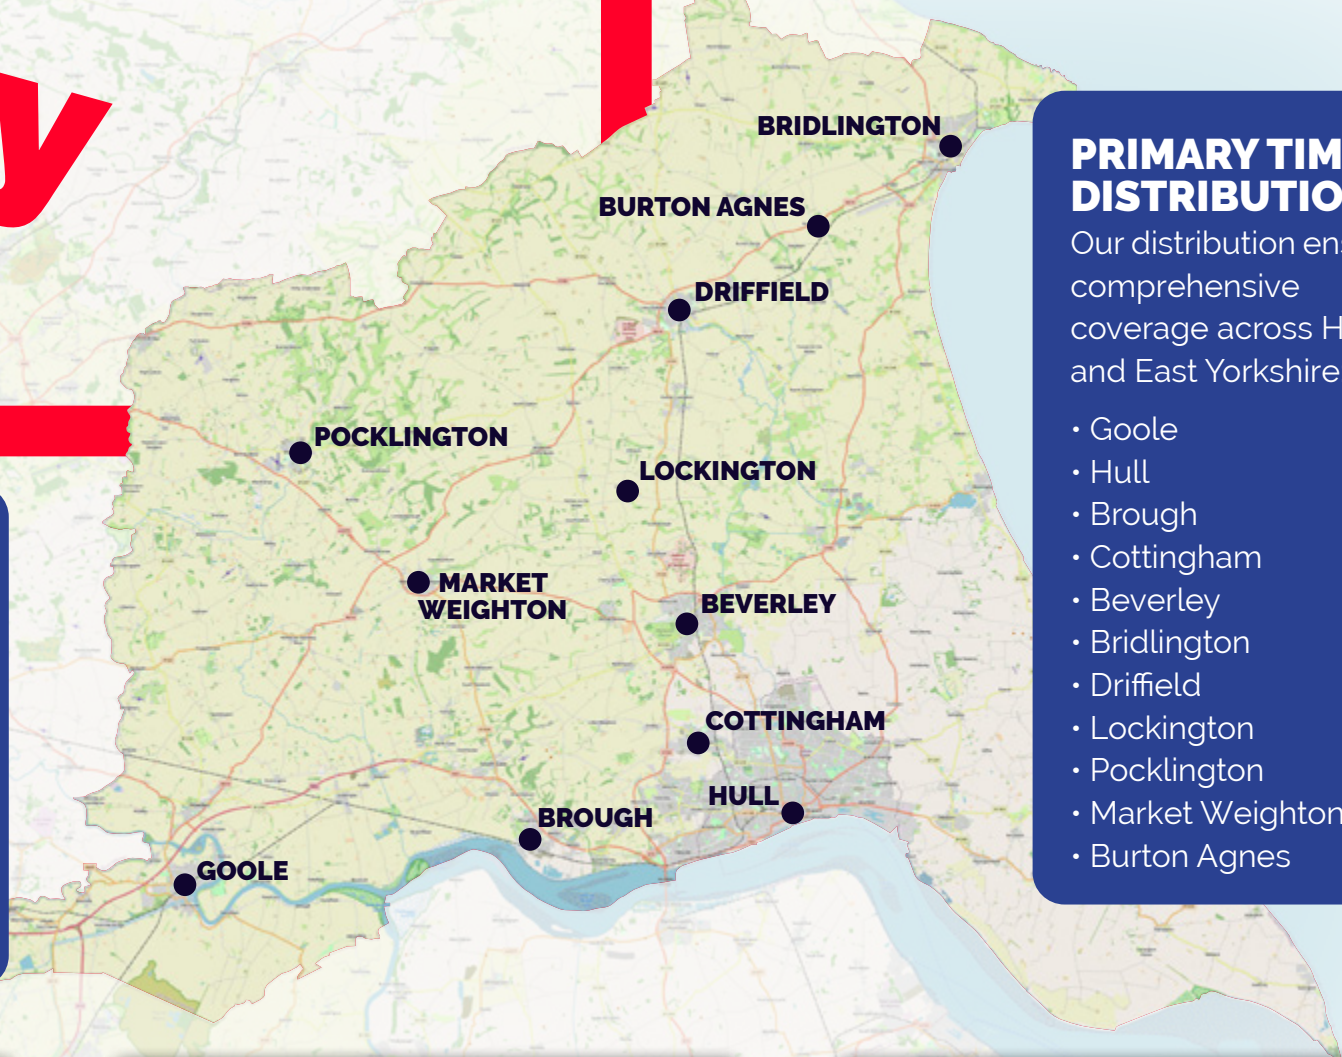 y
BRIDLINGTON
BURTON AGNES
DRIFFIELD
POCKLINGTON
LOCKINGTON
MARKET
WEIGHTON
BEVERLEY
COTTINGHAM
HULL
BROUGH
GOOLE
PRIMARY TIM
DISTRIBUTIO
Our distribution ens
comprehensive
coverage across H
and East Yorkshire
• Goole
• Hull
• Brough
• Cottingham
• Beverley
• Bridlington
• Driffield
• Lockington
• Pocklington
• Market Weighton
• Burton Agnes